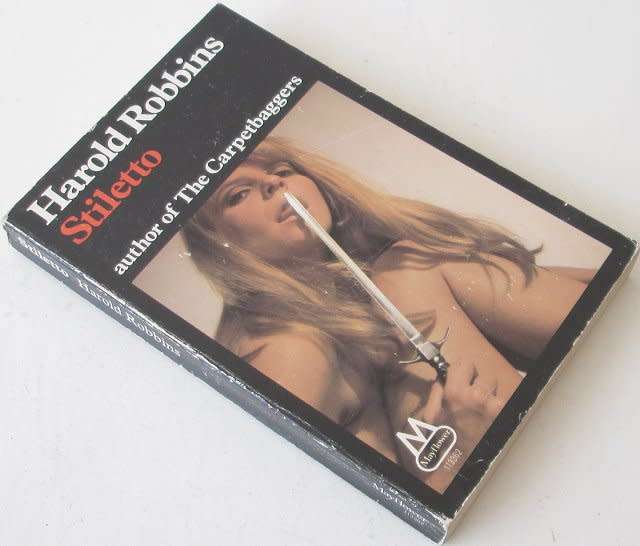 Harold Robbins
Stiletto
author of The Carpetbaggers
Mayflower
Stiletto Harold Robbins
Mayflower